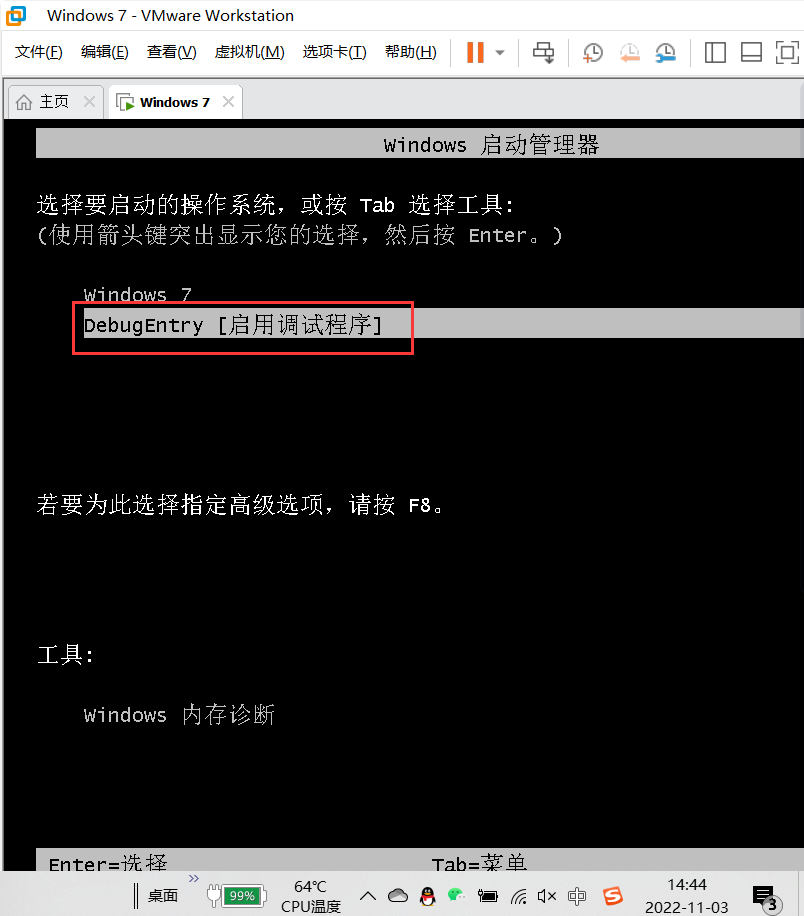 Windows 7 - VMware Workstation
文件(F) 编辑(E) 查看(V) 虚拟机(M) 选项卡(T) 帮助(H)
主页 Windows 7
Windows 启动管理器
选择要启动的操作系统，或按 Tab 选择工具:
(使用箭头键突出显示您的选择，然后按 Enter。)
Windows 7
DebugEntry [启用调试程序]
若要为此选择指定高级选项，请按 F8。
工具:
Windows 内存诊断
Enter=选择 Tab=菜单
桌面 99% 64℃ 中 14:44
CPU温度 2022-11-03 3